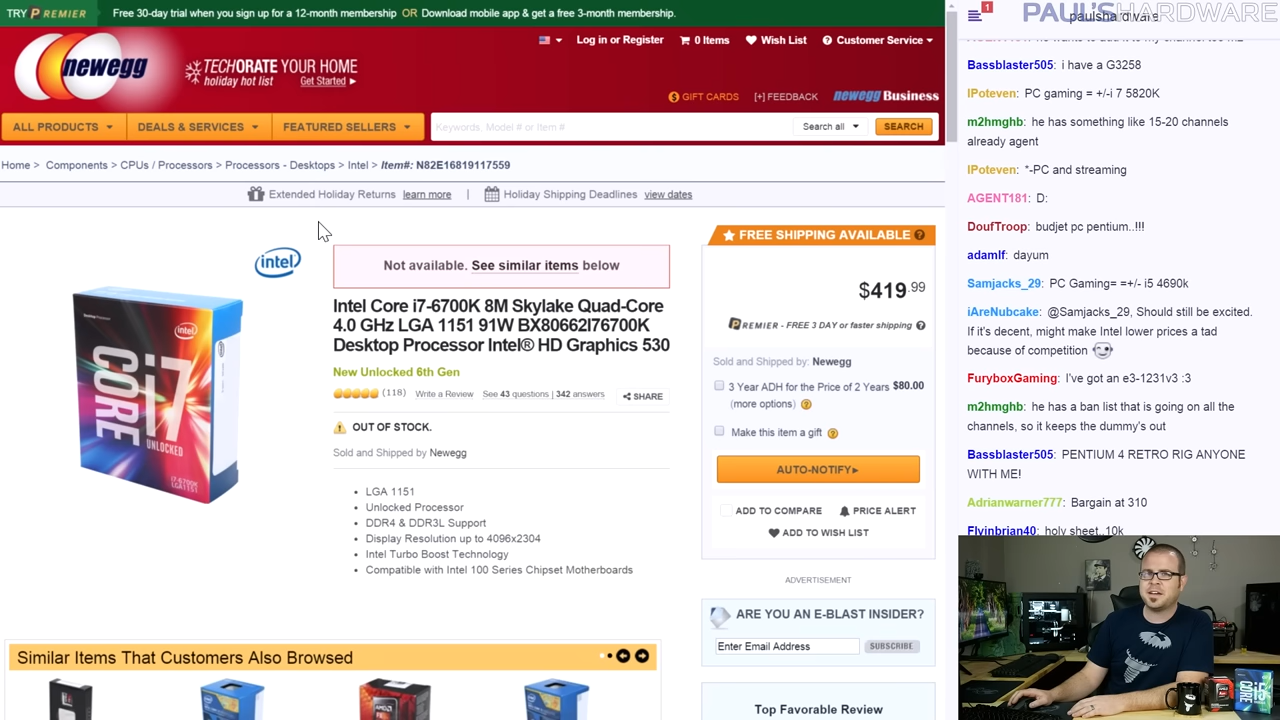 TRY PREMIER Free 30-day trial when you sign up for a 12-month membership OR Download mobile app & get a free 3-month membership.
newegg
TECHORATE YOUR HOME
holiday hot list Get Started
Log in or Register 0 Items Wish List Customer Service
GIFT CARDS [+] FEEDBACK newegg Business
ALL PRODUCTS DEALS & SERVICES FEATURED SELLERS Keywords, Model # or Item # Search all SEARCH
Home > Components > CPUs / Processors > Processors - Desktops > Intel > Item#: N82E16819117559
Extended Holiday Returns learn more | Holiday Shipping Deadlines view dates
intel
intel
CORE i7
UNLOCKED
i7-6700K
LGA1151
Not available. See similar items below
Intel Core i7-6700K 8M Skylake Quad-Core
4.0 GHz LGA 1151 91W BX80662I76700K
Desktop Processor Intel® HD Graphics 530
New Unlocked 6th Gen
(118) Write a Review See 43 questions | 342 answers SHARE
OUT OF STOCK.
Sold and Shipped by Newegg
LGA 1151
Unlocked Processor
DDR4 & DDR3L Support
Display Resolution up to 4096x2304
Intel Turbo Boost Technology
Compatible with Intel 100 Series Chipset Motherboards
Similar Items That Customers Also Browsed
FREE SHIPPING AVAILABLE
$419.99
PREMIER - FREE 3 DAY or faster shipping
Sold and Shipped by: Newegg
3 Year ADH for the Price of 2 Years $80.00
(more options)
Make this item a gift
AUTO-NOTIFY
ADD TO COMPARE PRICE ALERT
ADD TO WISH LIST
ADVERTISEMENT
ARE YOU AN E-BLAST INSIDER?
Enter Email Address SUBSCRIBE
Top Favorable Review
1
PAULSHARDWARE
paulshardware
Bassblaster505: i have a G3258
IPoteven: PC gaming = +/-i 7 5820K
m2hmghb: he has something like 15-20 channels
already agent
IPoteven: *-PC and streaming
AGENT181: D:
DoufTroop: budjet pc pentium..!!!
adamlf: dayum
Samjacks_29: PC Gaming= =+/- i5 4690k
iAreNubcake: @Samjacks_29, Should still be excited.
If it's decent, might make Intel lower prices a tad
because of competition
FuryboxGaming: I've got an e3-1231v3 :3
m2hmghb: he has a ban list that is going on all the
channels, so it keeps the dummy's out
Bassblaster505: PENTIUM 4 RETRO RIG ANYONE
WITH ME!
Adrianwarner777: Bargain at 310
Flyinbrian40: holy sheet..10k